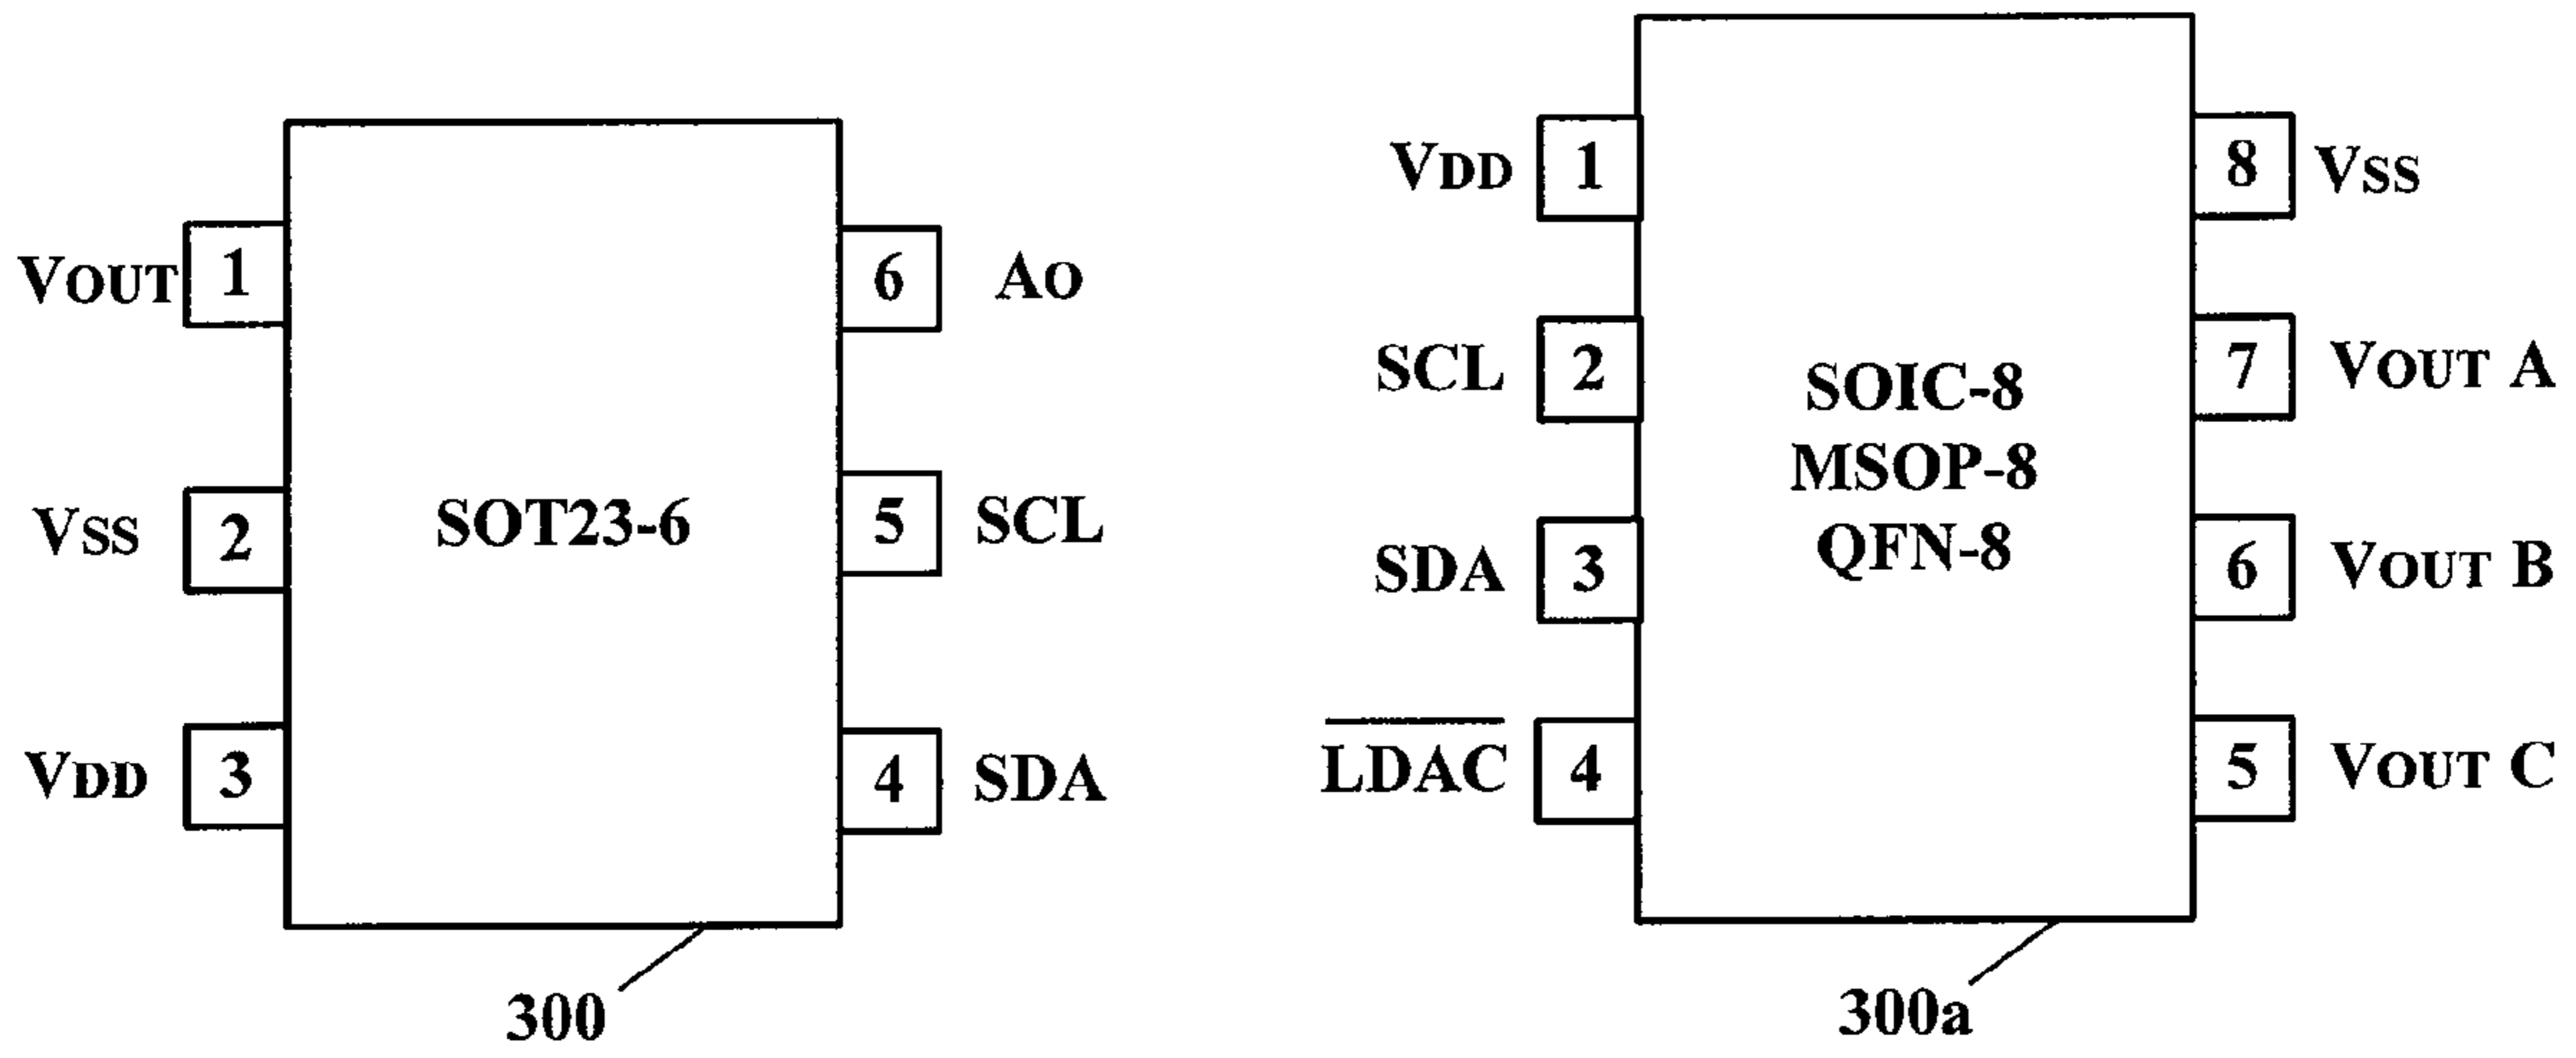 VOUT 1 6 AO
VSS 2 SOT23-6 5 SCL
VDD 3 4 SDA
300
VDD 1 8 VSS
SCL 2 7 VOUT A
SOIC-8
MSOP-8
QFN-8
SDA 3 6 VOUT B
LDAC 4 5 VOUT C
300a